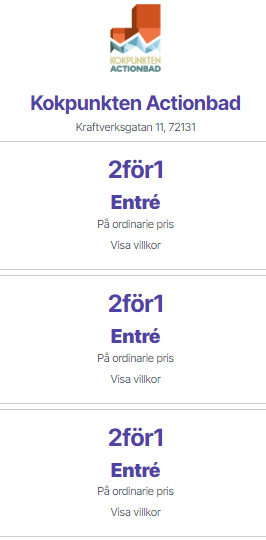 KOKPUNKTEN
ACTIONBAD
Kokpunkten Actionbad
Kraftverksgatan 11, 72131
2för1
Entré
På ordinarie pris
Visa villkor
2för1
Entré
På ordinarie pris
Visa villkor
2för1
Entré
På ordinarie pris
Visa villkor